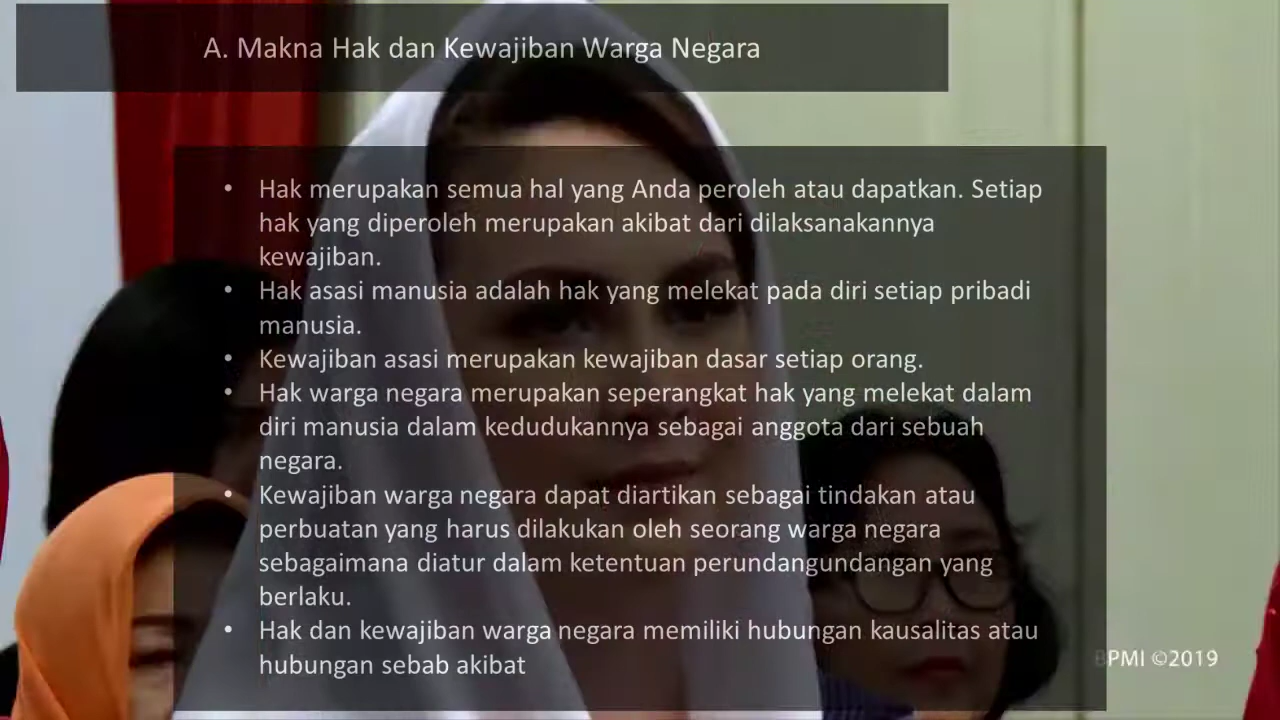 A. Makna Hak dan Kewajiban Warga Negara
• Hak merupakan semua hal yang Anda peroleh atau dapatkan. Setiap
hak yang diperoleh merupakan akibat dari dilaksanakannya
kewajiban.
• Hak asasi manusia adalah hak yang melekat pada diri setiap pribadi
manusia.
• Kewajiban asasi merupakan kewajiban dasar setiap orang.
• Hak warga negara merupakan seperangkat hak yang melekat dalam
diri manusia dalam kedudukannya sebagai anggota dari sebuah
negara.
• Kewajiban warga negara dapat diartikan sebagai tindakan atau
perbuatan yang harus dilakukan oleh seorang warga negara
sebagaimana diatur dalam ketentuan perundangundangan yang
berlaku.
• Hak dan kewajiban warga negara memiliki hubungan kausalitas atau
hubungan sebab akibat
BPMI ©2019